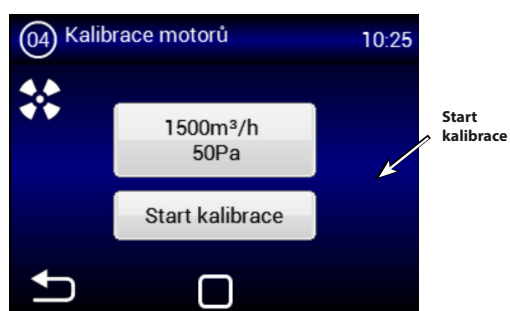 04 Kalibrace motorů 10:25
1500m³/h
50Pa
Start kalibrace
Start
kalibrace